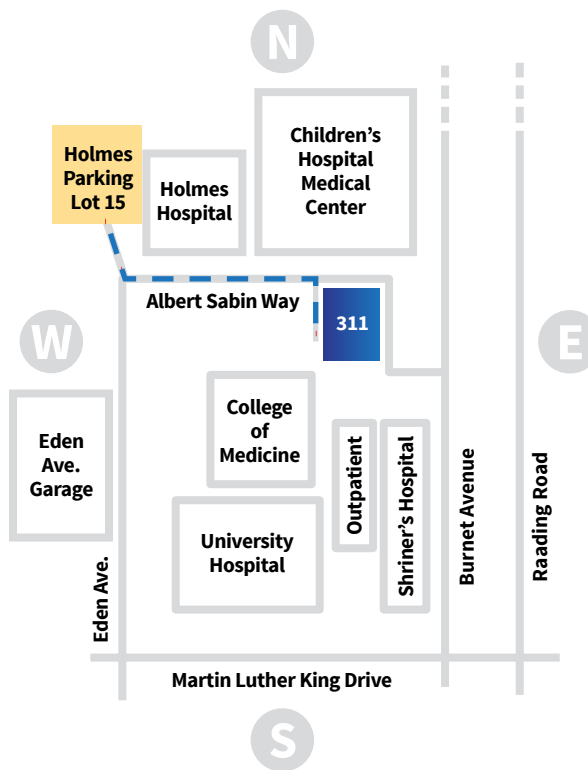 N
Holmes
Parking
Lot 15
Holmes
Hospital
Children's
Hospital
Medical
Center
Albert Sabin Way
311
W
E
Eden
Ave.
Garage
College
of
Medicine
Outpatient
Shriner's Hospital
Burnet Avenue
Raading Road
University
Hospital
Eden Ave.
Martin Luther King Drive
S